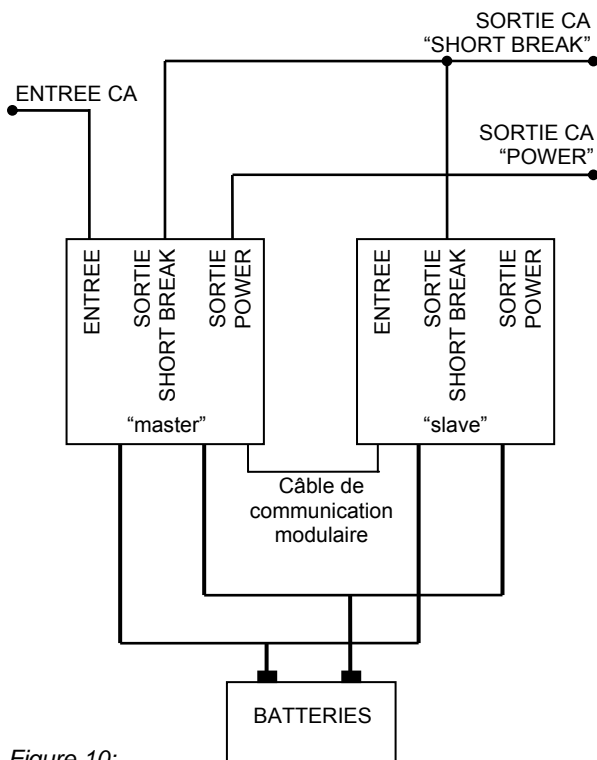 SORTIE CA
“SHORT BREAK”
ENTREE CA
SORTIE CA
“POWER”
ENTREE
SORTIE
SHORT BREAK
SORTIE
POWER
“master”
ENTREE
SORTIE
SHORT BREAK
SORTIE
POWER
“slave”
Câble de
communication
modulaire
BATTERIES
Figure 10: